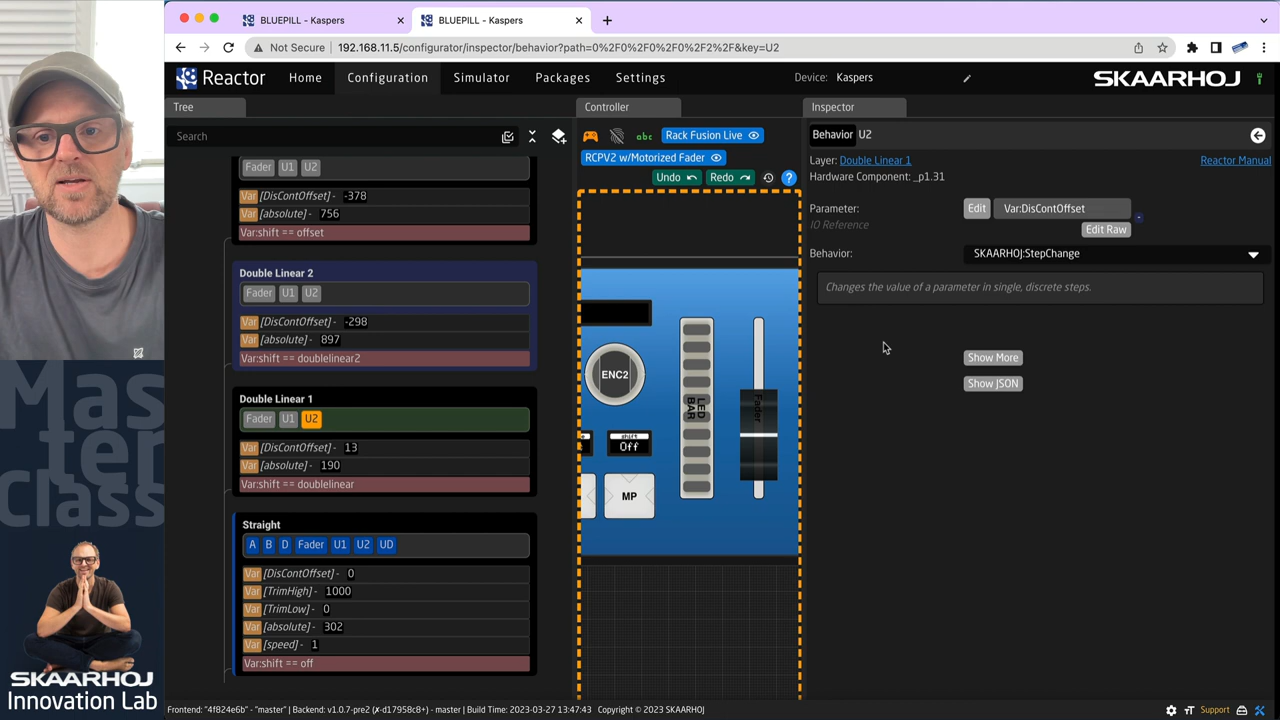 BLUEPILL - Kaspers
BLUEPILL - Kaspers
Not Secure 192.168.11.5/configurator/inspector/behavior?path=0%2F0%2F0%2F0%2F2%2F&key=U2
Reactor Home Configuration Simulator Packages Settings Device: Kaspers SKAARHOJ
Tree
Controller
Inspector
Search
Fader U1 U2
Var [DisContOffset] - -378
Var [absolute] - 756
Var:shift == offset
Double Linear 2
Fader U1 U2
Var [DisContOffset] - -298
Var [absolute] - 897
Var:shift == doublelinear2
Double Linear 1
Fader U1 U2
Var [DisContOffset] - 13
Var [absolute] - 190
Var:shift == doublelinear
Straight
A B D Fader U1 U2 UD
Var [DisContOffset] - 0
Var [TrimHigh] - 1000
Var [TrimLow] - 0
Var [absolute] - 302
Var [speed] - 1
Var:shift == off
abc Rack Fusion Live
RCPV2 w/Motorized Fader
Undo Redo ?
ENC2
LED BAR
Fader
shift
Off
MP
Behavior U2
Layer: Double Linear 1 Reactor Manual
Hardware Component: _p1.31
Parameter: Edit Var:DisContOffset -
IO Reference
Edit Raw
Behavior: SKAARHOJ:StepChange
Changes the value of a parameter in single, discrete steps.
Show More
Show JSON
Master Class
SKAARHOJ
Innovation Lab
Frontend: "4f824e6b" - "master" | Backend: v1.0.7-pre2 (X-d17958c8+) - master | Build Time: 2023-03-27 13:47:43 Copyright © 2023 SKAARHOJ
Support